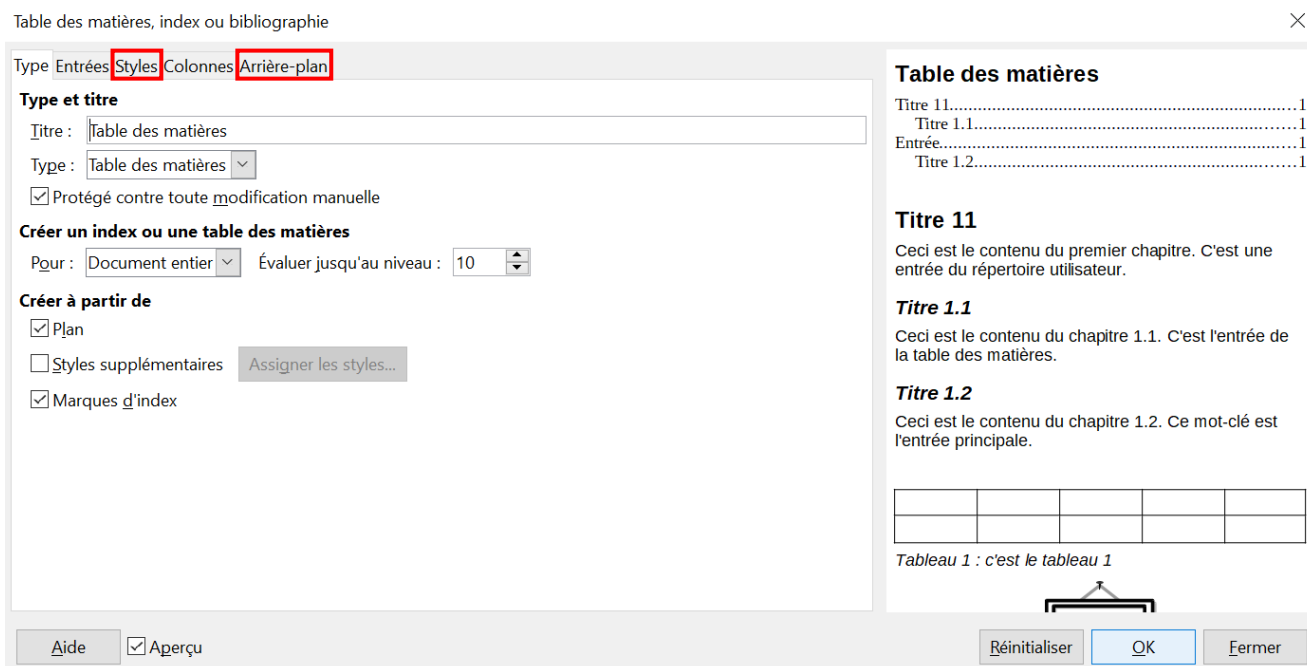 Table des matières, index ou bibliographie
Type Entrées Styles Colonnes Arrière-plan
Type et titre
Titre : Table des matières
Type : Table des matières
Protégé contre toute modification manuelle
Créer un index ou une table des matières
Pour : Document entier Évaluer jusqu'au niveau : 10
Créer à partir de
Plan
Styles supplémentaires Assigner les styles...
Marques d'index
Table des matières
Titre 11..........................................................................1
Titre 1.1.....................................................................1
Entrée............................................................................1
Titre 1.2.....................................................................1
Titre 11
Ceci est le contenu du premier chapitre. C'est une
entrée du répertoire utilisateur.
Titre 1.1
Ceci est le contenu du chapitre 1.1. C'est l'entrée de
la table des matières.
Titre 1.2
Ceci est le contenu du chapitre 1.2. Ce mot-clé est
l'entrée principale.
Tableau 1 : c'est le tableau 1
Aide Aperçu Réinitialiser OK Fermer